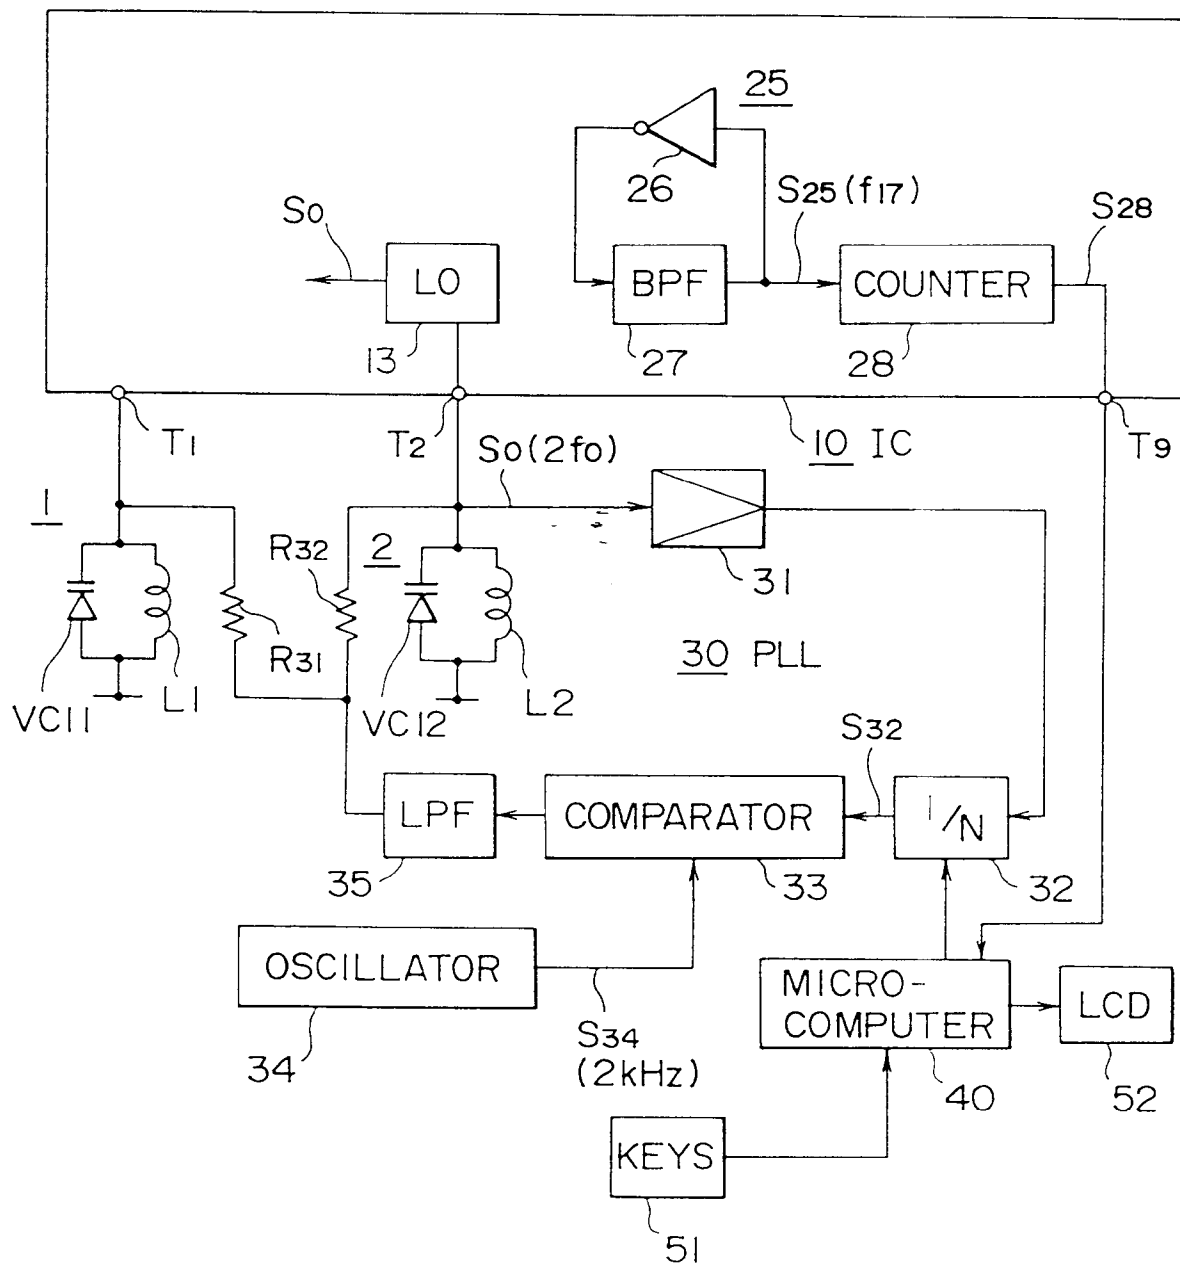 25
26
S25(f17)
S28
S0
LO
BPF
COUNTER
13
27
28
T1
T2
S0(2f0)
10 IC
T9
1
R32
2
31
R31
30 PLL
VC11
L1
VC12
L2
S32
LPF
COMPARATOR
1/N
35
33
32
OSCILLATOR
MICRO-
COMPUTER
LCD
34
S34
(2kHz)
40
52
KEYS
51